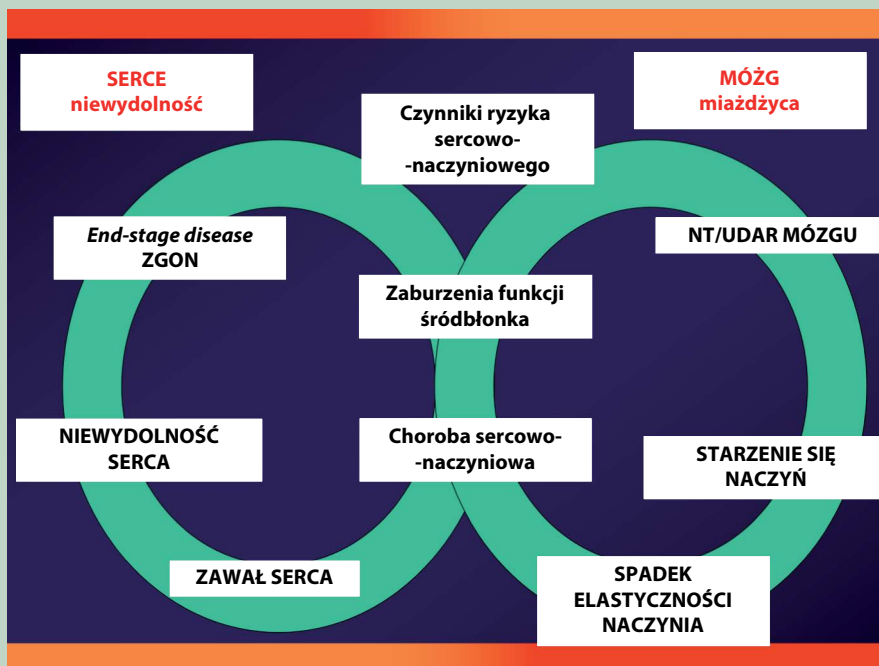 SERCE
niewydolność
MÓŻG
miażdżyca
Czynniki ryzyka
sercowo-
-naczyniowego
End-stage disease
ZGON
NT/UDAR MÓZGU
Zaburzenia funkcji
śródbłonka
NIEWYDOLNOŚĆ
SERCA
Choroba sercowo-
-naczyniowa
STARZENIE SIĘ
NACZYŃ
ZAWAŁ SERCA
SPADEK
ELASTYCZNOŚCI
NACZYNIA